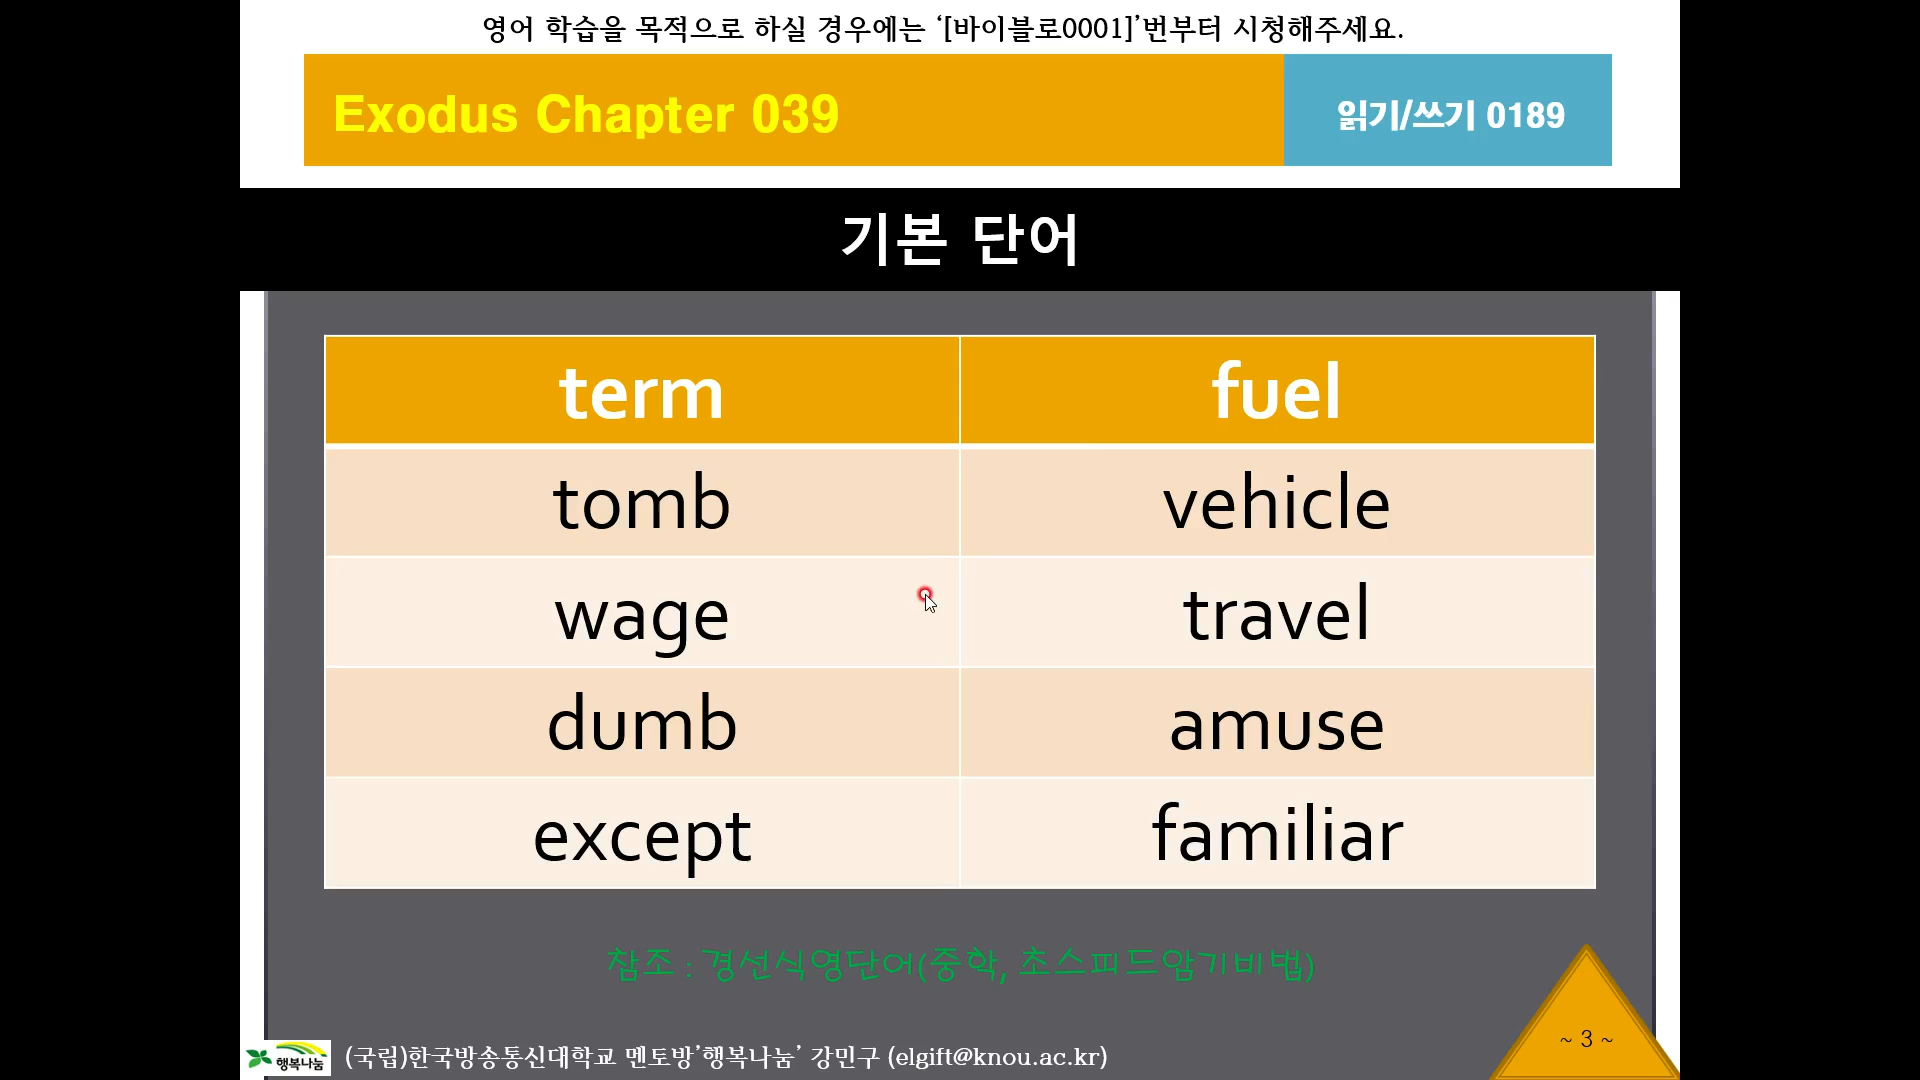 영어 학습을 목적으로 하실 경우에는 ‘[바이블로0001]’번부터 시청해주세요.
Exodus Chapter 039
읽기/쓰기 0189
기본 단어
term fuel
tomb vehicle
wage travel
dumb amuse
except familiar
참조 : 경선식영단어(중학, 초스피드암기비법)
~ 3 ~
행복나눔 (국립)한국방송통신대학교 멘토방’행복나눔’ 강민구 (elgift@knou.ac.kr)